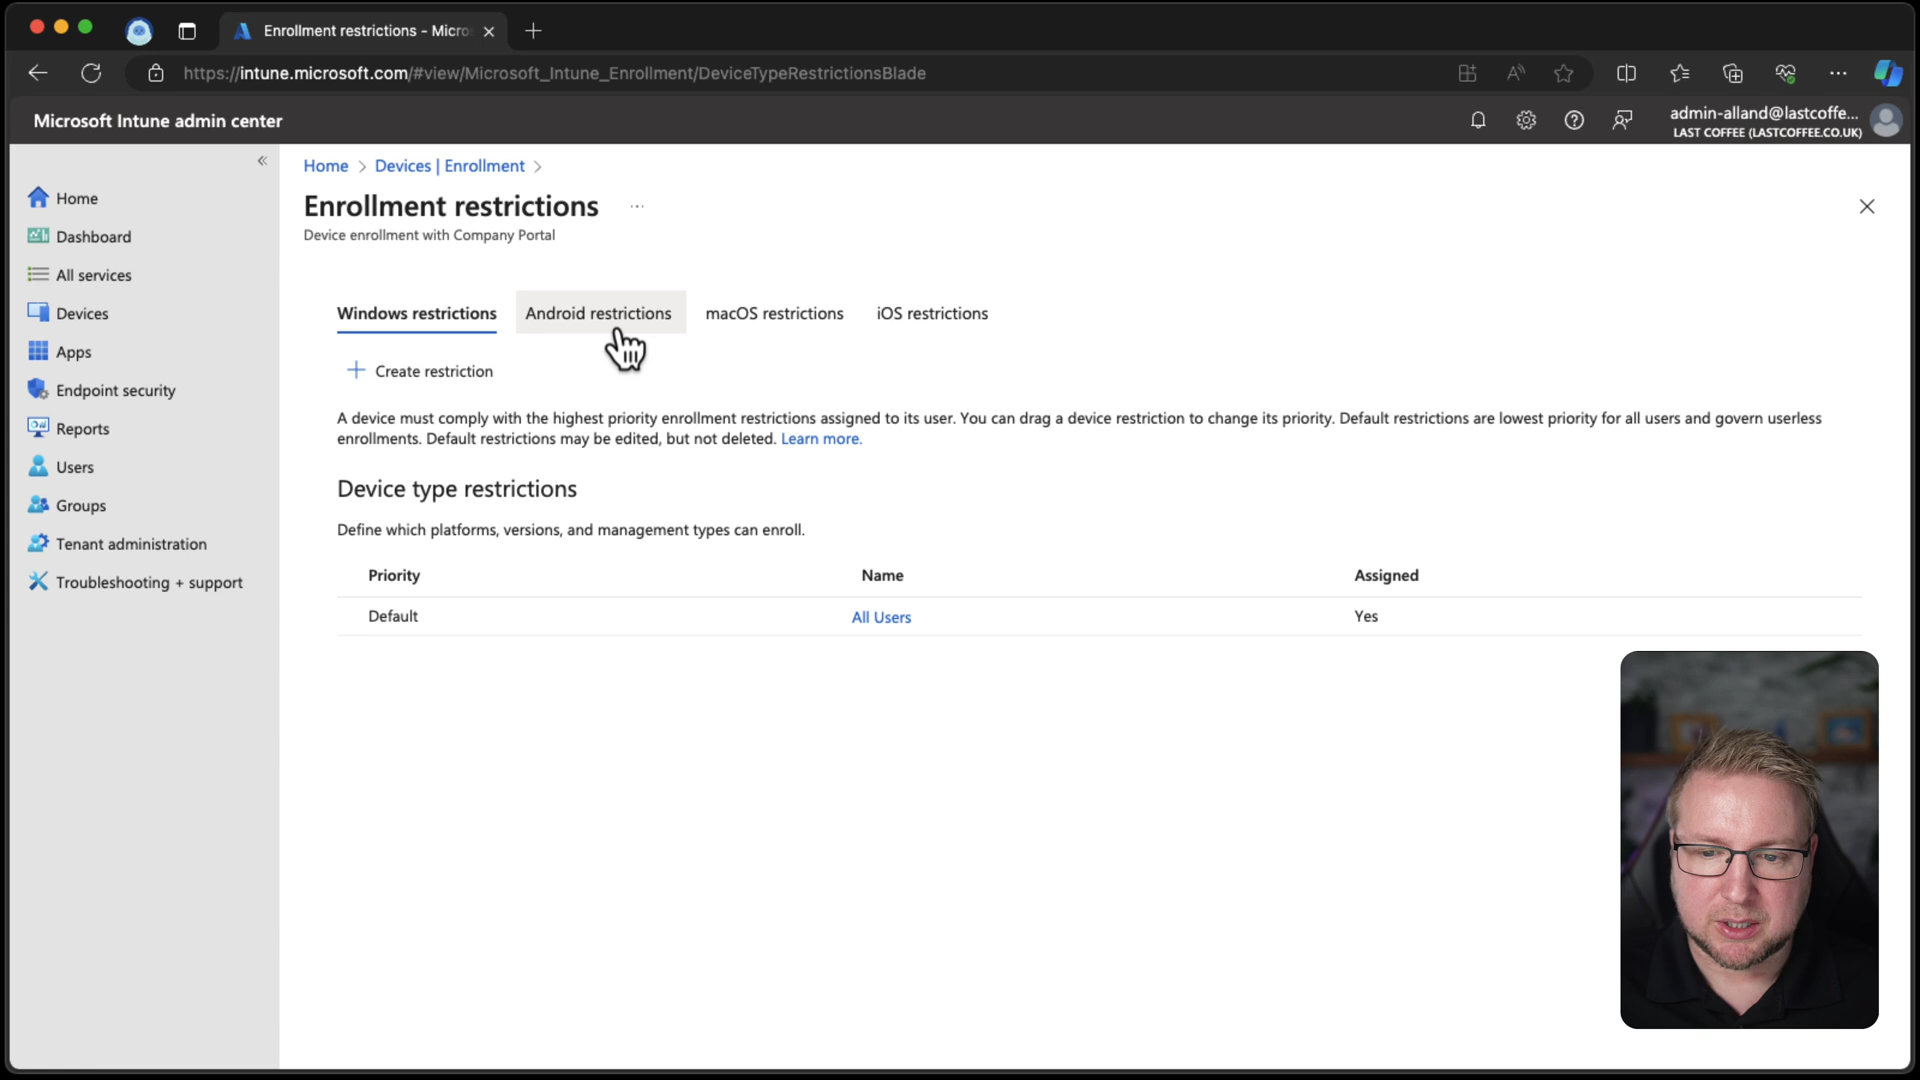 Enrollment restrictions - Micro
https://intune.microsoft.com/#view/Microsoft_Intune_Enrollment/DeviceTypeRestrictionsBlade
Microsoft Intune admin center
admin-alland@lastcoffe...
LAST COFFEE (LASTCOFFEE.CO.UK)
Home
Dashboard
All services
Devices
Apps
Endpoint security
Reports
Users
Groups
Tenant administration
Troubleshooting + support
Home > Devices | Enrollment >
Enrollment restrictions ...
Device enrollment with Company Portal
Windows restrictions Android restrictions macOS restrictions iOS restrictions
Create restriction
A device must comply with the highest priority enrollment restrictions assigned to its user. You can drag a device restriction to change its priority. Default restrictions are lowest priority for all users and govern userless
enrollments. Default restrictions may be edited, but not deleted. Learn more.
Device type restrictions
Define which platforms, versions, and management types can enroll.
Priority Name Assigned
Default All Users Yes